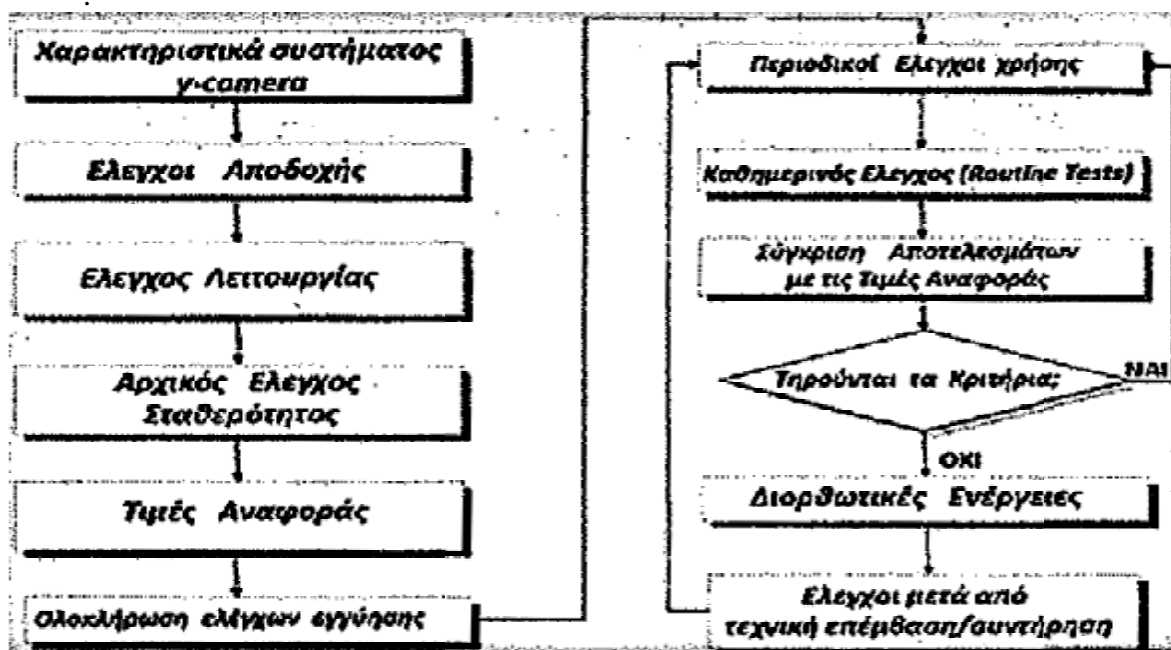 Χαρακτηριστικά συστήματος
γ-camera
Ελεγχοι Αποδοχής
Ελεγχος Λειτουργίας
Αρχικός Ελεγχος
Σταθερότητος
Τιμές Αναφοράς
Ολοκλήρωση ελέγχων εγγύησης
Περιοδικοί Ελεγχοι χρήσης
Καθημερινός Ελεγχος (Routine Tests)
Σύγκριση Αποτελεσμάτων
με τις Τιμές Αναφοράς
Τηρούνται τα Κριτήρια;
ΝΑΙ
ΟΧΙ
Διορθωτικές Ενέργειες
Ελεγχοι μετά από
τεχνική επέμβαση/συντήρηση